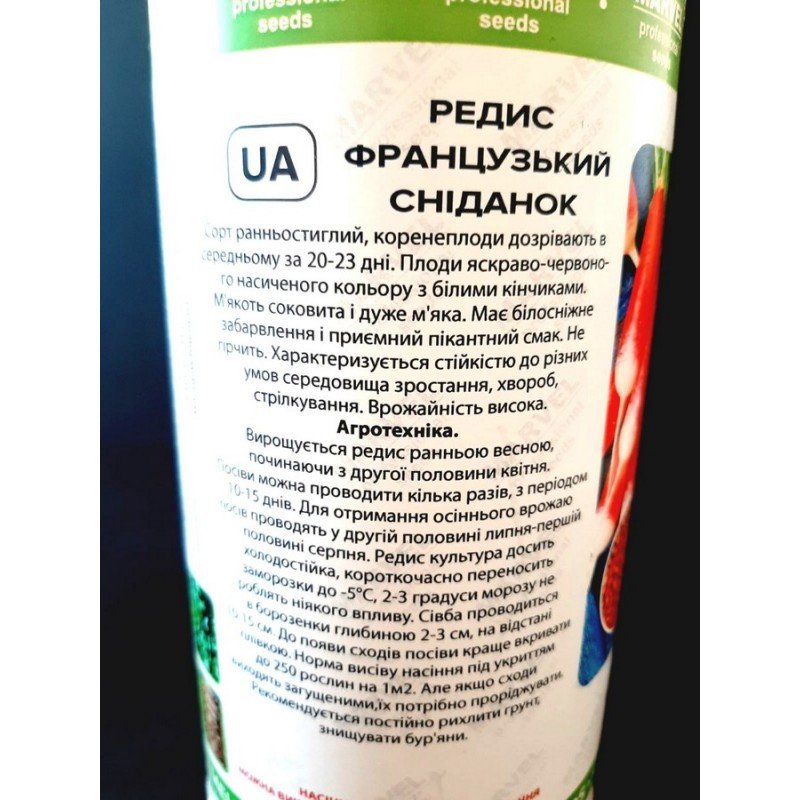 professional
seeds
professional
seeds
MARVEL
professional
seeds
РЕДИС
ФРАНЦУЗЬКИЙ
СНІДАНОК
UA
Сорт ранньостиглий, коренеплоди дозрівають в
середньому за 20-23 дні. Плоди яскраво-червоно-
го насиченого кольору з білими кінчиками.
М'якоть соковита і дуже м'яка. Має білосніжне
забарвлення і приємний пікантний смак. Не
гірчить. Характеризується стійкістю до різних
умов середовища зростання, хвороб,
стрілкування. Врожайність висока.
Агротехніка.
Вирощується редис ранньою весною,
починаючи з другої половини квітня.
Посіви можна проводити кілька разів, з періодом
10-15 днів. Для отримання осіннього врожаю
посів проводять у другій половині липня-першій
половині серпня. Редис культура досить
холодостійка, короткочасно переносить
заморозки до -5°С, 2-3 градуси морозу не
роблять ніякого впливу. Сівба проводиться
в борозенки глибиною 2-3 см, на відстані
10-15 см. До появи сходів посіви краще вкривати
плівкою. Норма висіву насіння під укриттям
до 250 рослин на 1м2. Але якщо сходи
виходять загущеними,їх потрібно проріджувати.
Рекомендується постійно рихлити ґрунт,
знищувати бур'яни.